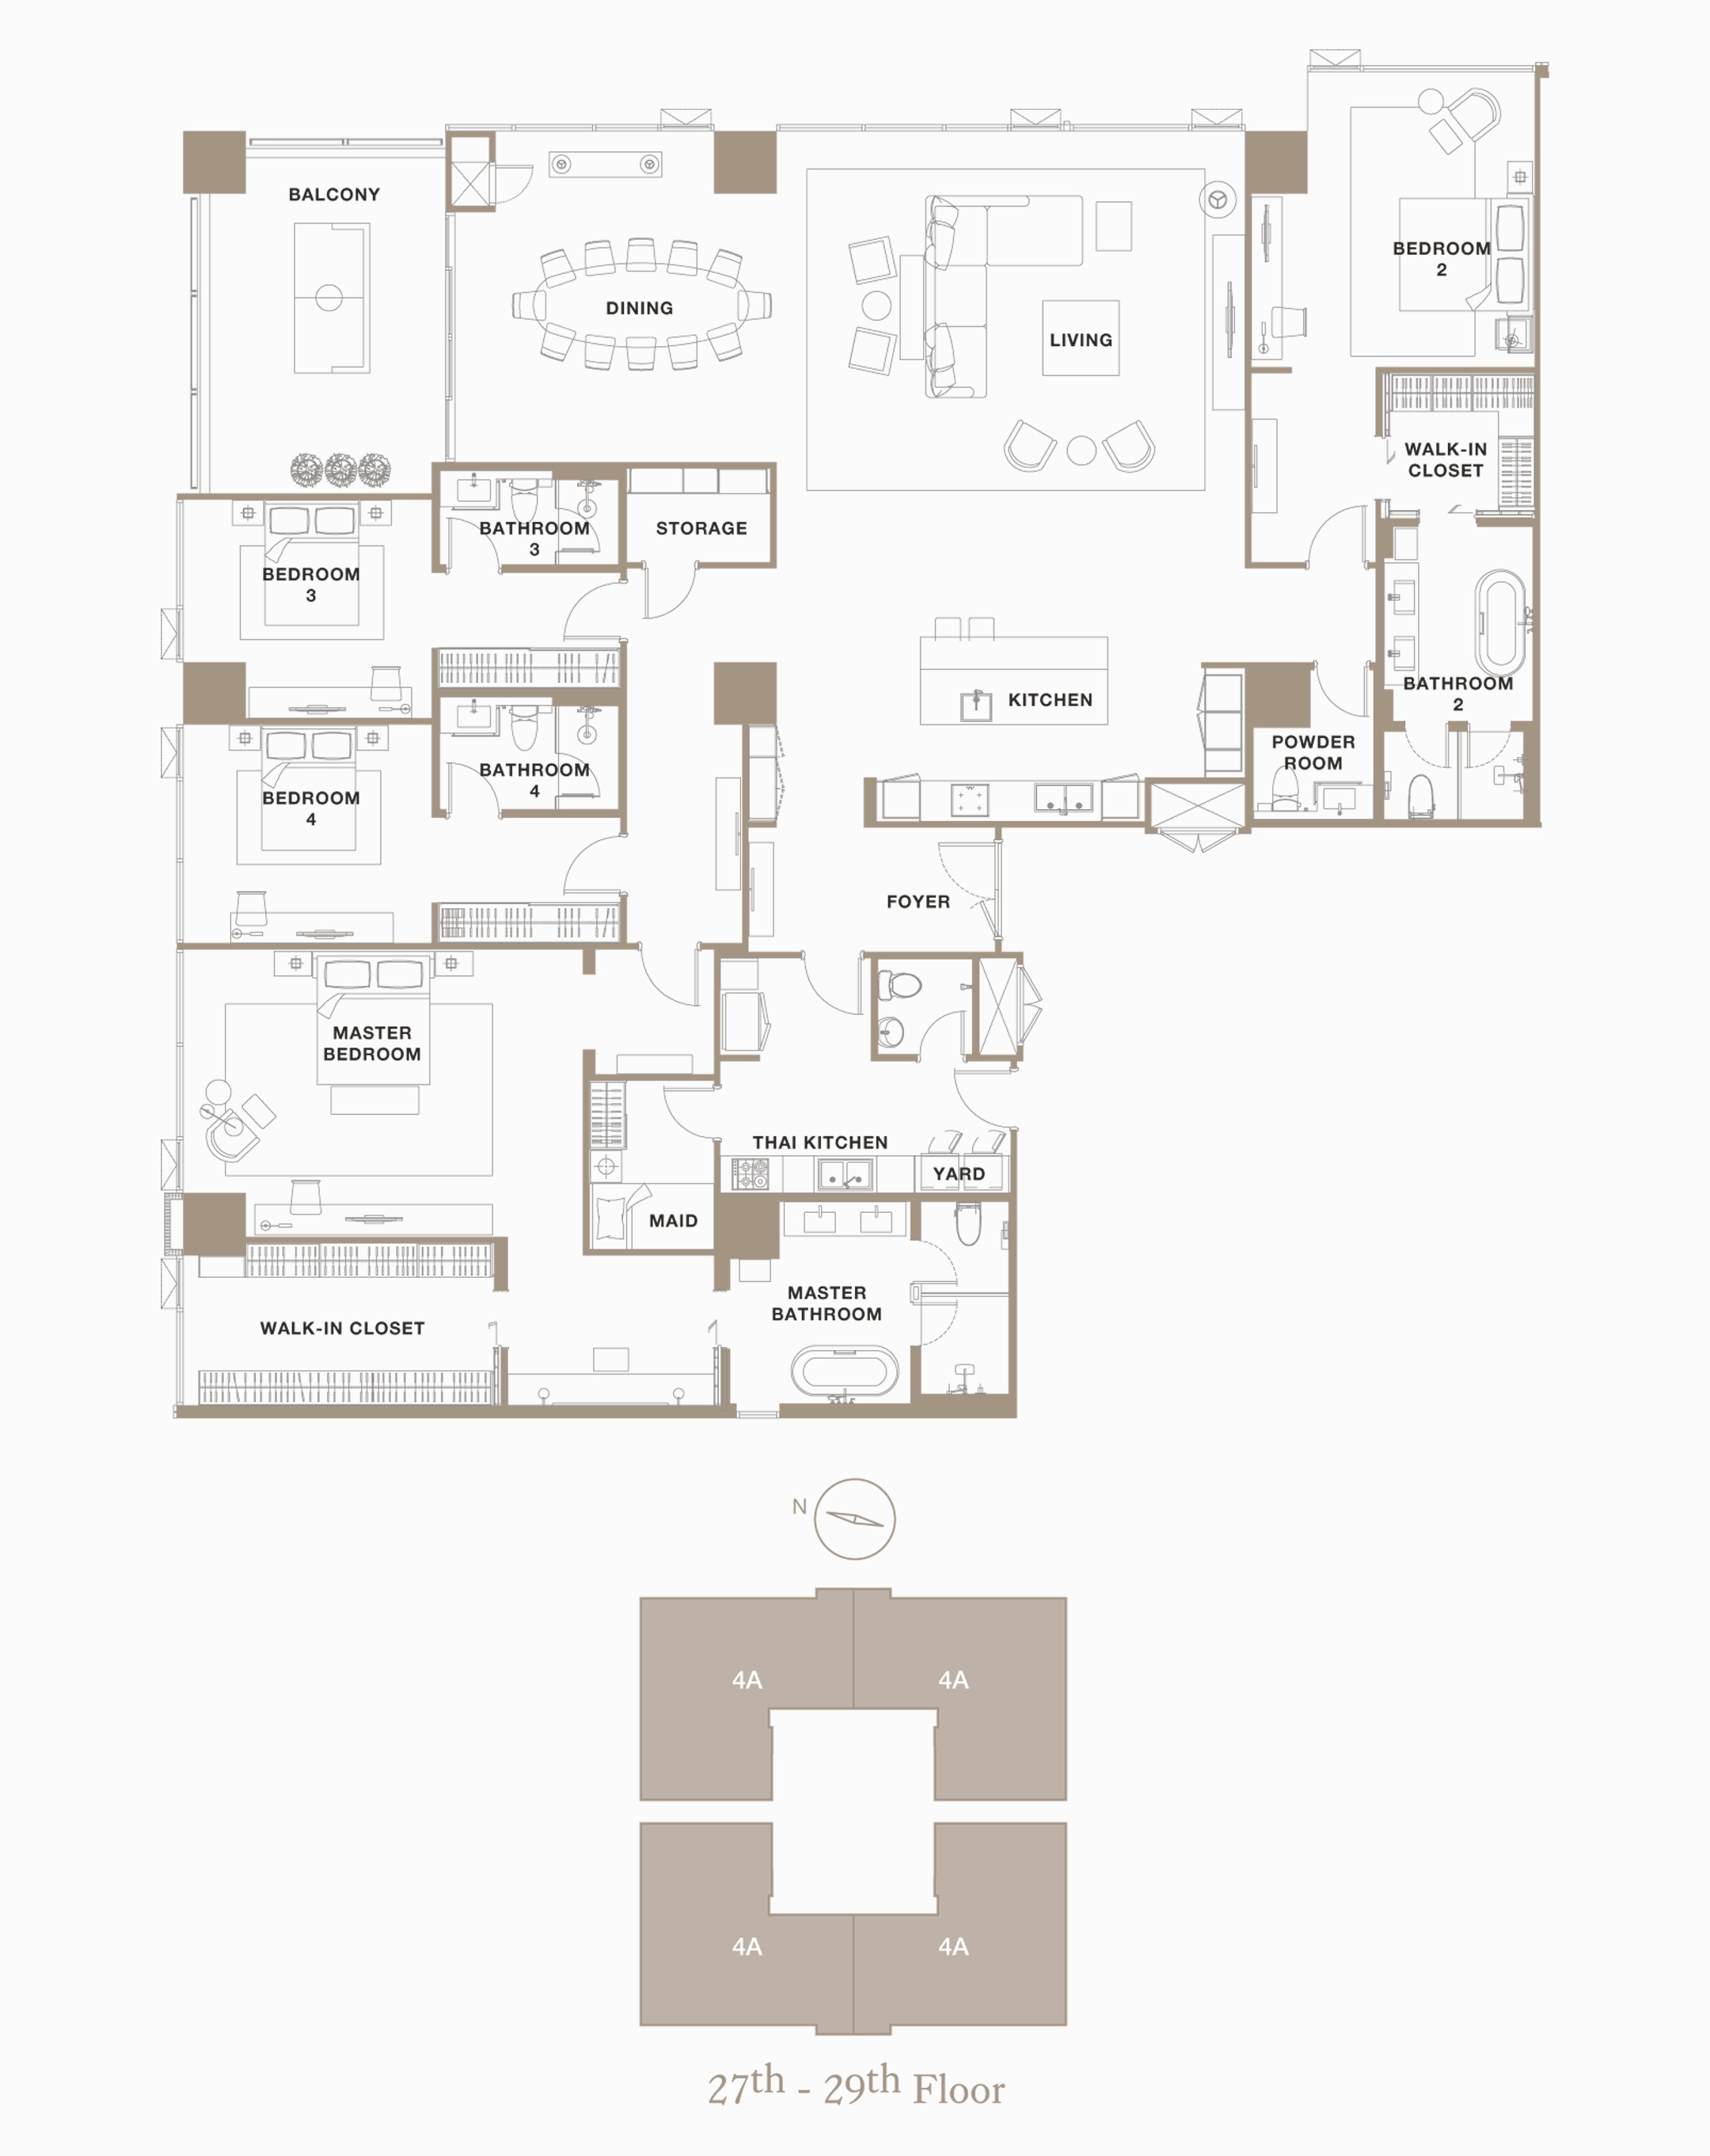 BALCONY
DINING
LIVING
BEDROOM
2
WALK-IN
CLOSET
BATHROOM
3
STORAGE
BEDROOM
3
KITCHEN
BATHROOM
2
POWDER
ROOM
BATHROOM
4
BEDROOM
4
FOYER
MASTER
BEDROOM
THAI KITCHEN
YARD
MAID
MASTER
BATHROOM
WALK-IN CLOSET
N
4A
4A
4A
4A
27th - 29th Floor